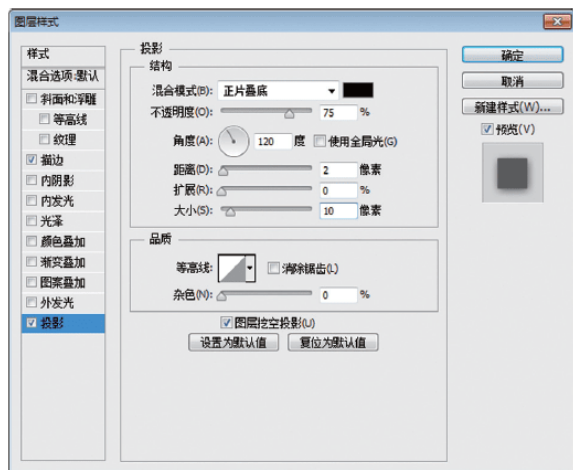 图层样式
样式
混合选项:默认
斜面和浮雕
等高线
纹理
描边
内阴影
内发光
光泽
颜色叠加
渐变叠加
图案叠加
外发光
投影
投影
结构
混合模式(B): 正片叠底
不透明度(O): 75 %
角度(A): 120 度 使用全局光(G)
距离(D): 2 像素
扩展(R): 0 %
大小(S): 10 像素
品质
等高线: 消除锯齿(L)
杂色(N): 0 %
图层挖空投影(U)
设置为默认值 复位为默认值
确定
取消
新建样式(W)...
预览(V)